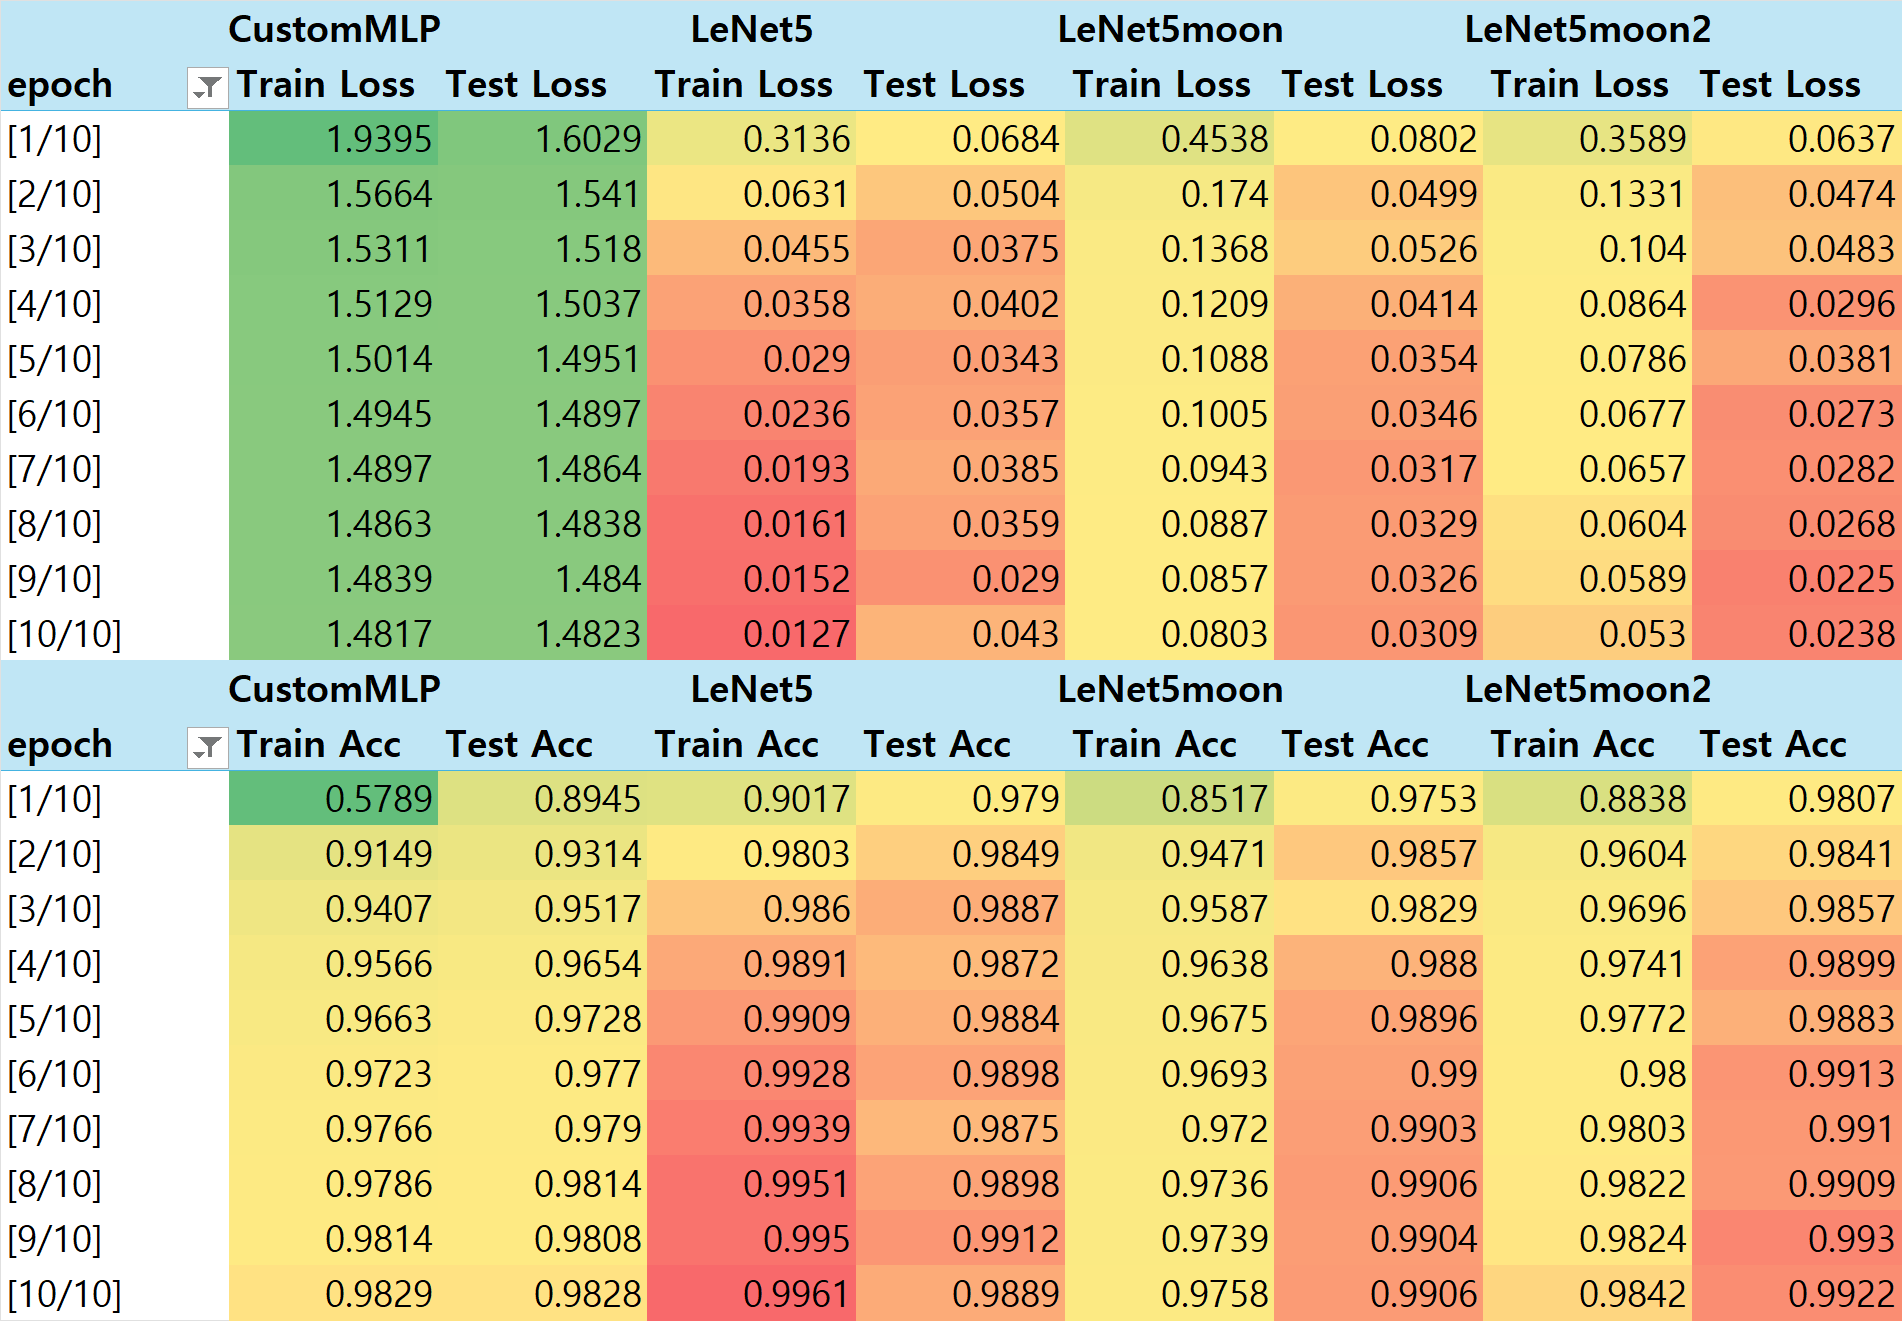 CustomMLP LeNet5 LeNet5moon LeNet5moon2
epoch Train Loss Test Loss Train Loss Test Loss Train Loss Test Loss Train Loss Test Loss
[1/10] 1.9395 1.6029 0.3136 0.0684 0.4538 0.0802 0.3589 0.0637
[2/10] 1.5664 1.541 0.0631 0.0504 0.174 0.0499 0.1331 0.0474
[3/10] 1.5311 1.518 0.0455 0.0375 0.1368 0.0526 0.104 0.0483
[4/10] 1.5129 1.5037 0.0358 0.0402 0.1209 0.0414 0.0864 0.0296
[5/10] 1.5014 1.4951 0.029 0.0343 0.1088 0.0354 0.0786 0.0381
[6/10] 1.4945 1.4897 0.0236 0.0357 0.1005 0.0346 0.0677 0.0273
[7/10] 1.4897 1.4864 0.0193 0.0385 0.0943 0.0317 0.0657 0.0282
[8/10] 1.4863 1.4838 0.0161 0.0359 0.0887 0.0329 0.0604 0.0268
[9/10] 1.4839 1.484 0.0152 0.029 0.0857 0.0326 0.0589 0.0225
[10/10] 1.4817 1.4823 0.0127 0.043 0.0803 0.0309 0.053 0.0238
CustomMLP LeNet5 LeNet5moon LeNet5moon2
epoch Train Acc Test Acc Train Acc Test Acc Train Acc Test Acc Train Acc Test Acc
[1/10] 0.5789 0.8945 0.9017 0.979 0.8517 0.9753 0.8838 0.9807
[2/10] 0.9149 0.9314 0.9803 0.9849 0.9471 0.9857 0.9604 0.9841
[3/10] 0.9407 0.9517 0.986 0.9887 0.9587 0.9829 0.9696 0.9857
[4/10] 0.9566 0.9654 0.9891 0.9872 0.9638 0.988 0.9741 0.9899
[5/10] 0.9663 0.9728 0.9909 0.9884 0.9675 0.9896 0.9772 0.9883
[6/10] 0.9723 0.977 0.9928 0.9898 0.9693 0.99 0.98 0.9913
[7/10] 0.9766 0.979 0.9939 0.9875 0.972 0.9903 0.9803 0.991
[8/10] 0.9786 0.9814 0.9951 0.9898 0.9736 0.9906 0.9822 0.9909
[9/10] 0.9814 0.9808 0.995 0.9912 0.9739 0.9904 0.9824 0.993
[10/10] 0.9829 0.9828 0.9961 0.9889 0.9758 0.9906 0.9842 0.9922